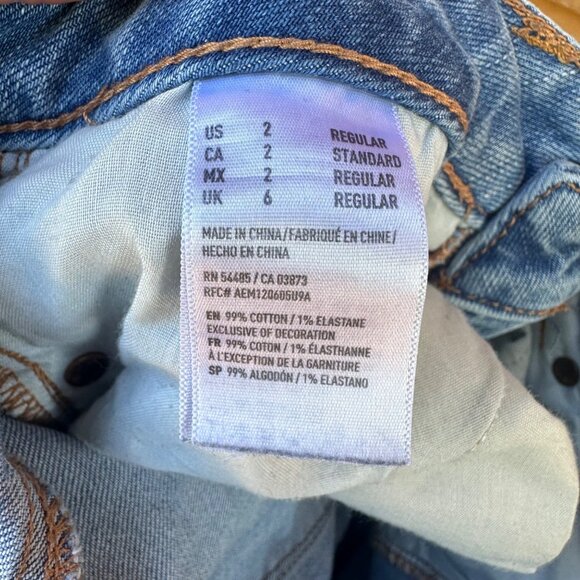 US 2 REGULAR
CA 2 STANDARD
MX 2 REGULAR
UK 6 REGULAR
MADE IN CHINA/FABRIQUÉ EN CHINE/
HECHO EN CHINA
RN 54485 / CA 03873
RFC# AEM120605U9A
EN 99% COTTON / 1% ELASTANE
EXCLUSIVE OF DECORATION
FR 99% COTON / 1% ÉLASTHANNE
À L'EXCEPTION DE LA GARNITURE
SP 99% ALGODÓN / 1% ELASTANO